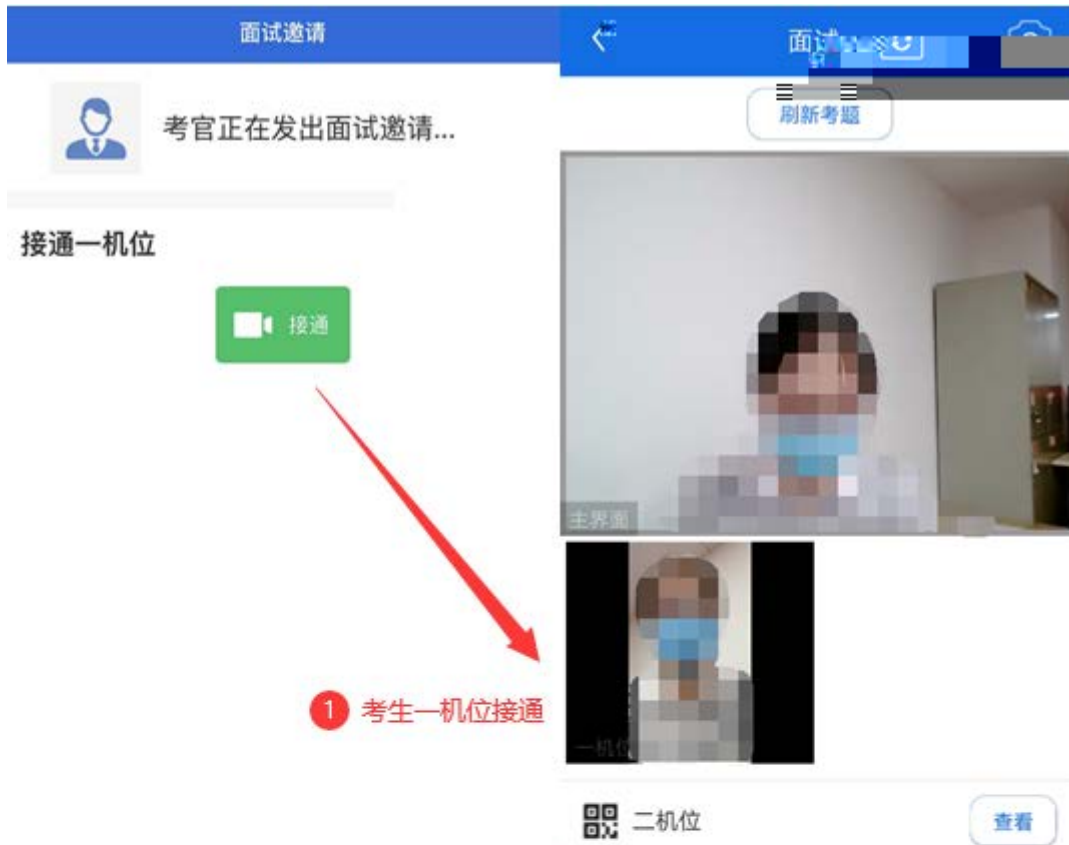 面试邀请
考官正在发出面试邀请...
接通一机位
接通
1 考生一机位接通
面试
刷新考题
主界面
一机位
二机位
查看